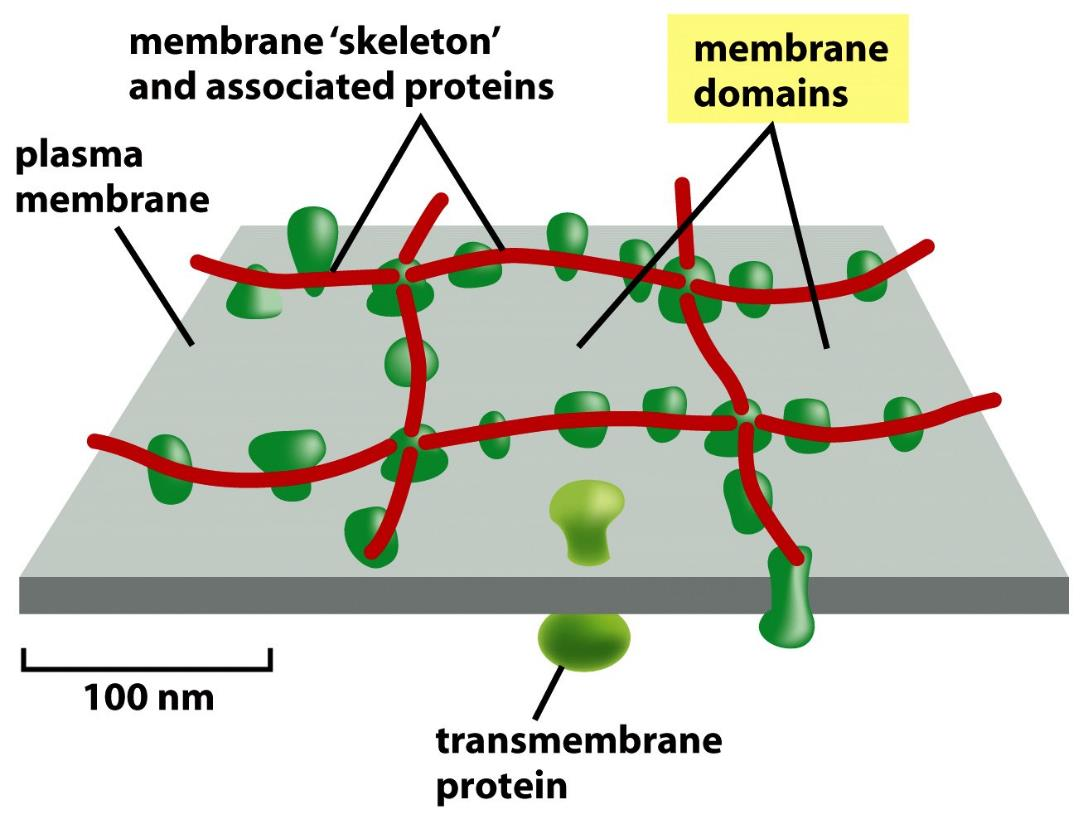 membrane ‘skeleton’
and associated proteins
membrane
domains
plasma
membrane
100 nm
transmembrane
protein